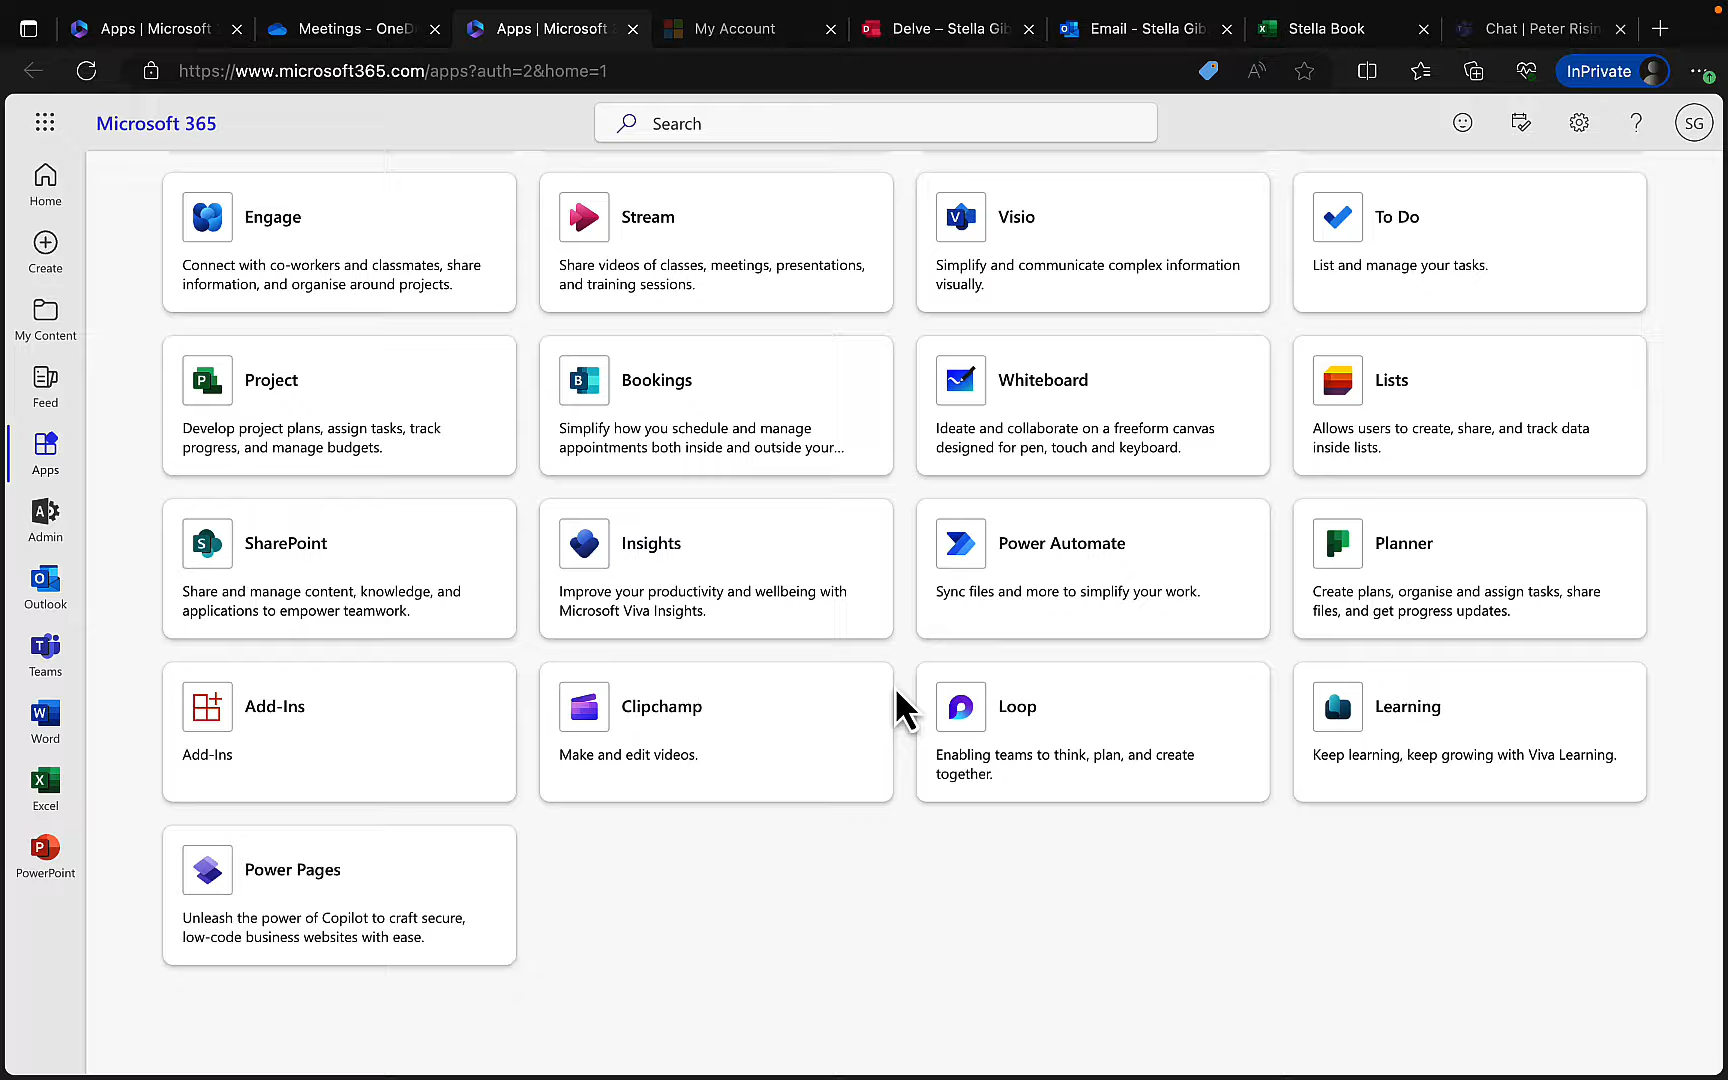 Apps | Microsoft
Meetings - OneD
Apps | Microsoft
My Account
Delve – Stella Gib
Email - Stella Gib
Stella Book
Chat | Peter Risin
https://www.microsoft365.com/apps?auth=2&home=1
InPrivate
Microsoft 365
Search
SG
Home
Create
My Content
Feed
Apps
Admin
Outlook
Teams
Word
Excel
PowerPoint
Engage
Connect with co-workers and classmates, share
information, and organise around projects.
Stream
Share videos of classes, meetings, presentations,
and training sessions.
Visio
Simplify and communicate complex information
visually.
To Do
List and manage your tasks.
Project
Develop project plans, assign tasks, track
progress, and manage budgets.
Bookings
Simplify how you schedule and manage
appointments both inside and outside your...
Whiteboard
Ideate and collaborate on a freeform canvas
designed for pen, touch and keyboard.
Lists
Allows users to create, share, and track data
inside lists.
SharePoint
Share and manage content, knowledge, and
applications to empower teamwork.
Insights
Improve your productivity and wellbeing with
Microsoft Viva Insights.
Power Automate
Sync files and more to simplify your work.
Planner
Create plans, organise and assign tasks, share
files, and get progress updates.
Add-Ins
Add-Ins
Clipchamp
Make and edit videos.
Loop
Enabling teams to think, plan, and create
together.
Learning
Keep learning, keep growing with Viva Learning.
Power Pages
Unleash the power of Copilot to craft secure,
low-code business websites with ease.